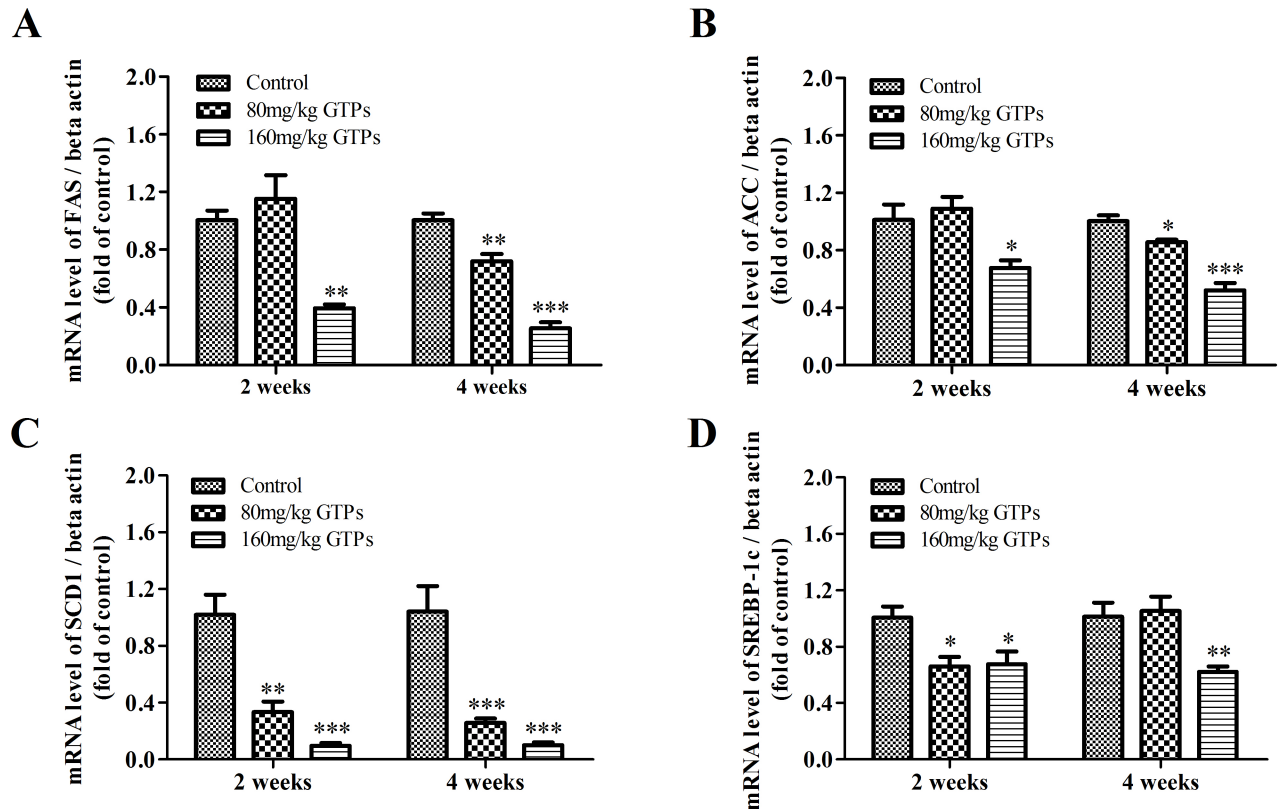 A
mRNA level of FAS / beta actin
(fold of control)
2.0
1.6
1.2
0.8
0.4
0.0
Control
80mg/kg GTPs
160mg/kg GTPs
**
**
***
2 weeks
4 weeks
B
mRNA level of ACC / beta actin
(fold of control)
2.0
1.6
1.2
0.8
0.4
0.0
Control
80mg/kg GTPs
160mg/kg GTPs
*
*
***
2 weeks
4 weeks
C
mRNA level of SCD1 / beta actin
(fold of control)
2.0
1.6
1.2
0.8
0.4
0.0
Control
80mg/kg GTPs
160mg/kg GTPs
**
***
***
***
2 weeks
4 weeks
D
mRNA level of SREBP-1c / beta actin
(fold of control)
2.0
1.6
1.2
0.8
0.4
0.0
Control
80mg/kg GTPs
160mg/kg GTPs
*
*
**
2 weeks
4 weeks